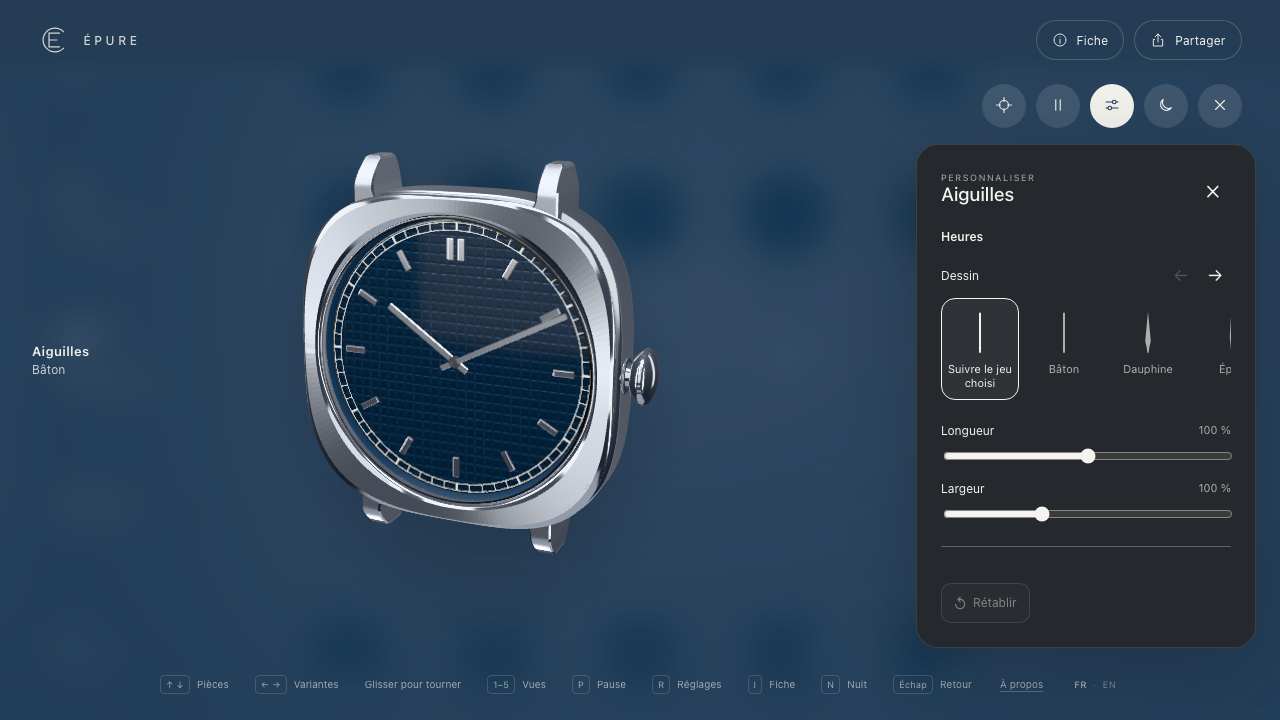 ÉPURE
Fiche
Partager
PERSONNALISER
Aiguilles
Heures
Dessin
Suivre le jeu
choisi
Bâton
Dauphine
Ép
Longueur
100 %
Largeur
100 %
Rétablir
Aiguilles
Bâton
↑ ↓ Pièces
← → Variantes
Glisser pour tourner
1–5 Vues
P Pause
R Réglages
I Fiche
N Nuit
Échap Retour
À propos
FR · EN